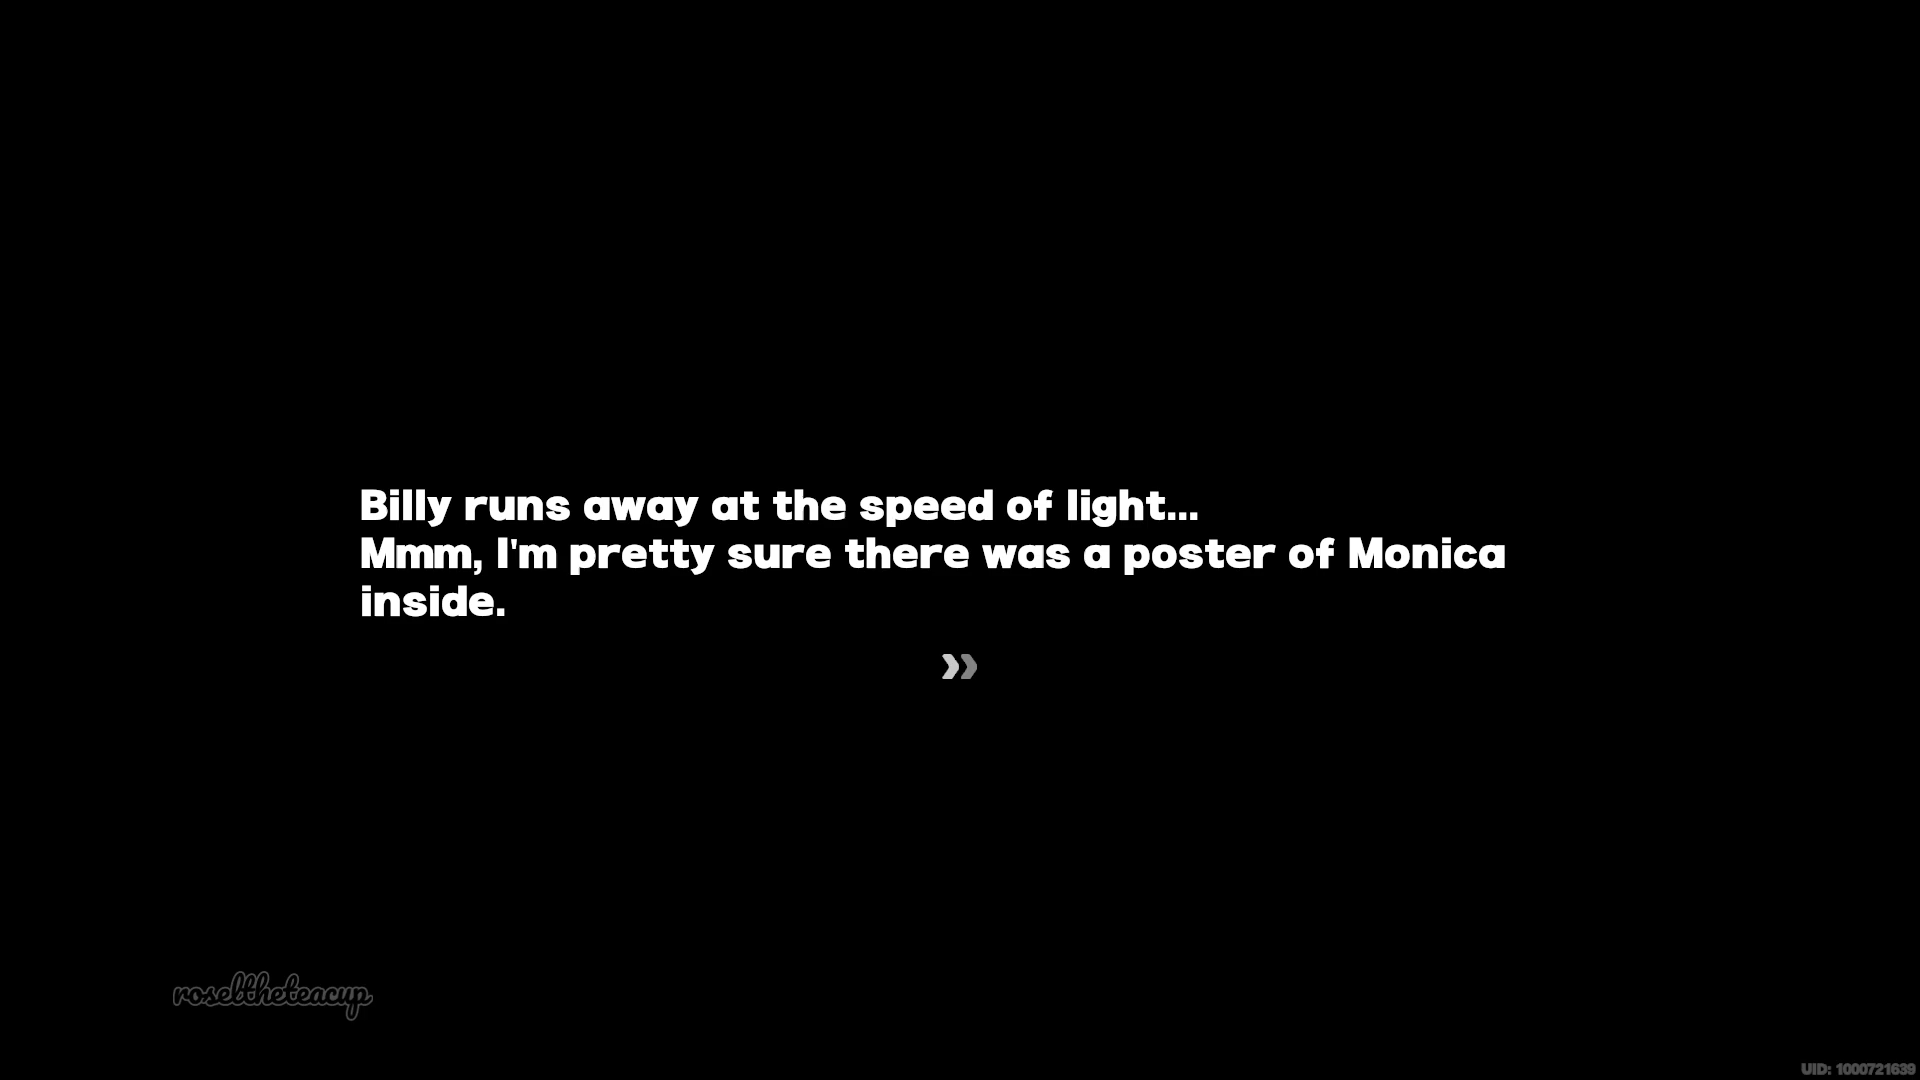 Billy runs away at the speed of light...
Mmm, I'm pretty sure there was a poster of Monica
inside.
roseltheteacup
UID: 1000721639